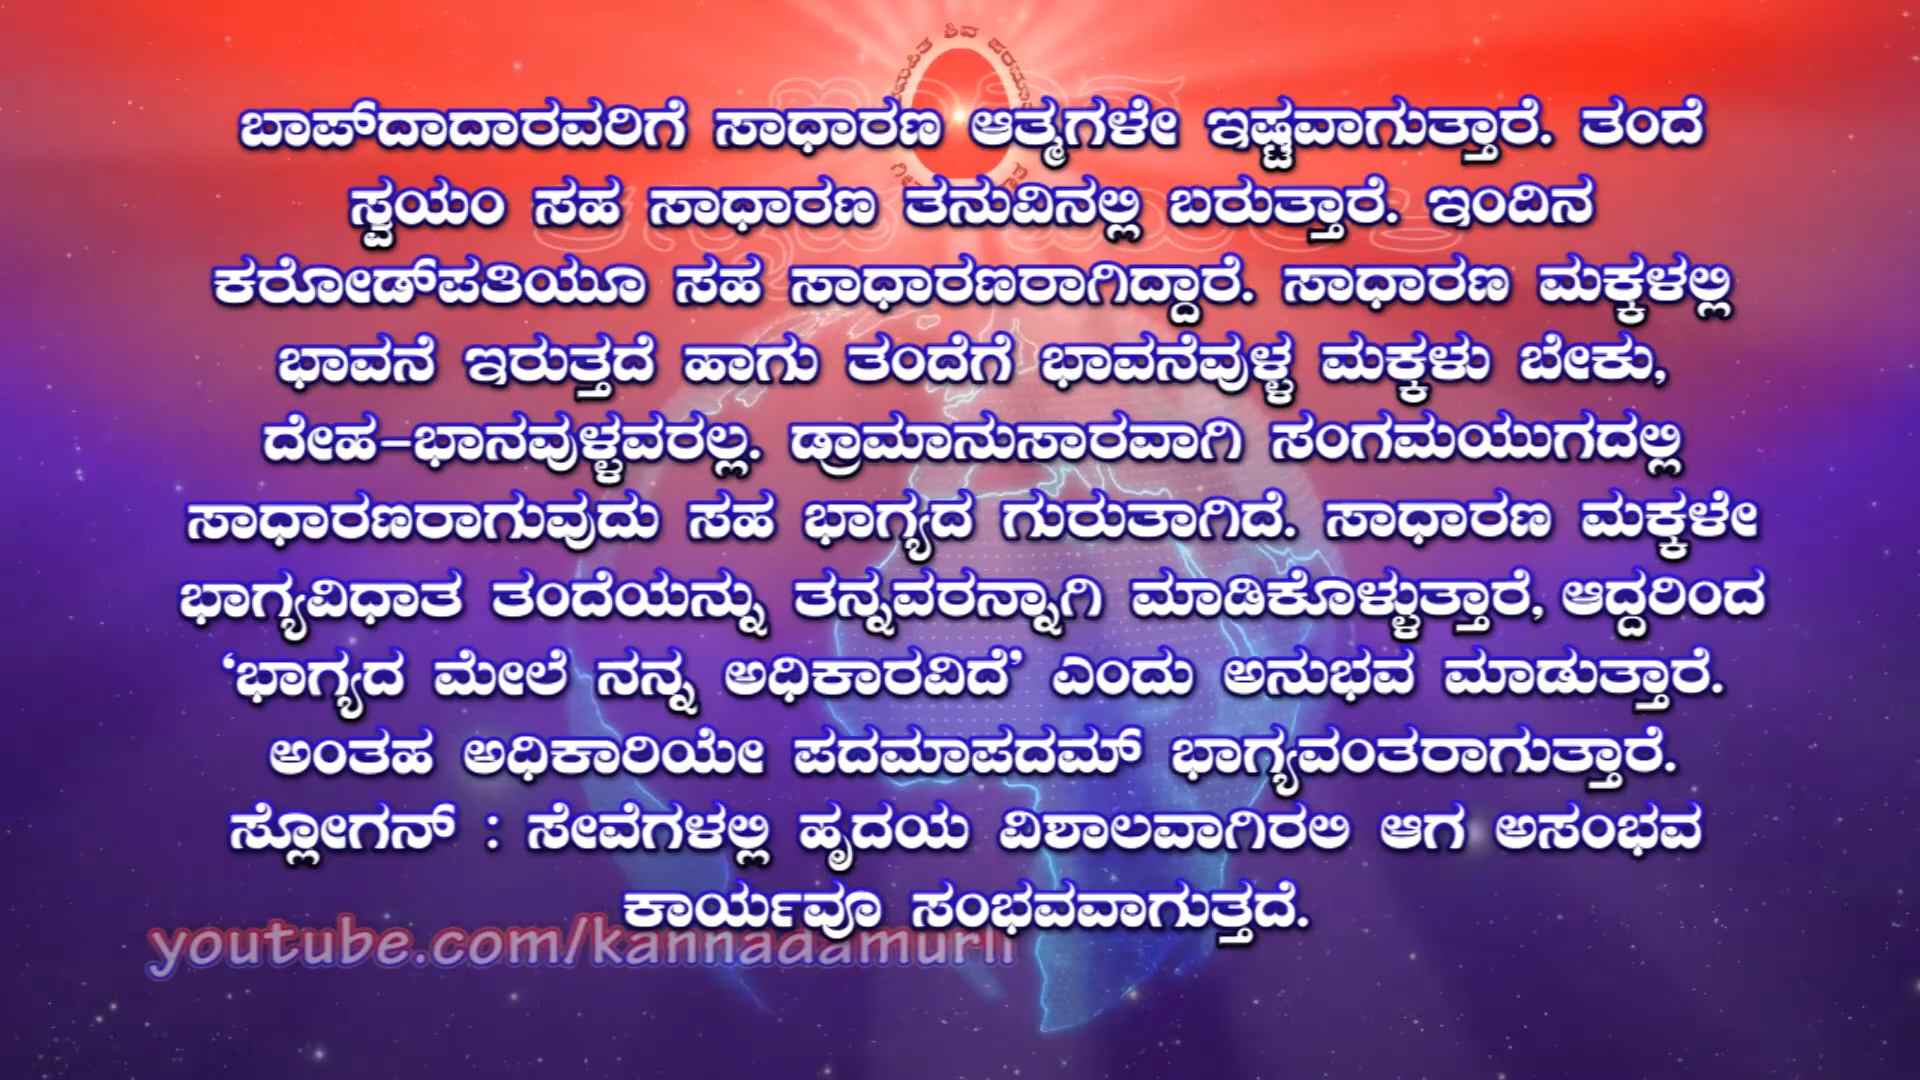 ಬಾಪ್‌ದಾದಾರವರಿಗೆ ಸಾಧಾರಣ ಆತ್ಮಗಳೇ ಇಷ್ಟವಾಗುತ್ತಾರೆ. ತಂದೆ
ಸ್ವಯಂ ಸಹ ಸಾಧಾರಣ ತನುವಿನಲ್ಲಿ ಬರುತ್ತಾರೆ. ಇಂದಿನ
ಕರೋಡ್‌ಪತಿಯೂ ಸಹ ಸಾಧಾರಣರಾಗಿದ್ದಾರೆ. ಸಾಧಾರಣ ಮಕ್ಕಳಲ್ಲಿ
ಭಾವನೆ ಇರುತ್ತದೆ ಹಾಗು ತಂದೆಗೆ ಭಾವನೆವುಳ್ಳ ಮಕ್ಕಳು ಬೇಕು,
ದೇಹ-ಭಾನವುಳ್ಳವರಲ್ಲ. ಡ್ರಾಮಾನುಸಾರವಾಗಿ ಸಂಗಮಯುಗದಲ್ಲಿ
ಸಾಧಾರಣರಾಗುವುದು ಸಹ ಭಾಗ್ಯದ ಗುರುತಾಗಿದೆ. ಸಾಧಾರಣ ಮಕ್ಕಳೇ
ಭಾಗ್ಯವಿಧಾತ ತಂದೆಯನ್ನು ತನ್ನವರನ್ನಾಗಿ ಮಾಡಿಕೊಳ್ಳುತ್ತಾರೆ, ಆದ್ದರಿಂದ
‘ಭಾಗ್ಯದ ಮೇಲೆ ನನ್ನ ಅಧಿಕಾರವಿದೆ’ ಎಂದು ಅನುಭವ ಮಾಡುತ್ತಾರೆ.
ಅಂತಹ ಅಧಿಕಾರಿಯೇ ಪದಮಾಪದಮ್ ಭಾಗ್ಯವಂತರಾಗುತ್ತಾರೆ.
ಸ್ಲೋಗನ್ : ಸೇವೆಗಳಲ್ಲಿ ಹೃದಯ ವಿಶಾಲವಾಗಿರಲಿ ಆಗ ಅಸಂಭವ
ಕಾರ್ಯವೂ ಸಂಭವವಾಗುತ್ತದೆ.
youtube.com/kannadamurli